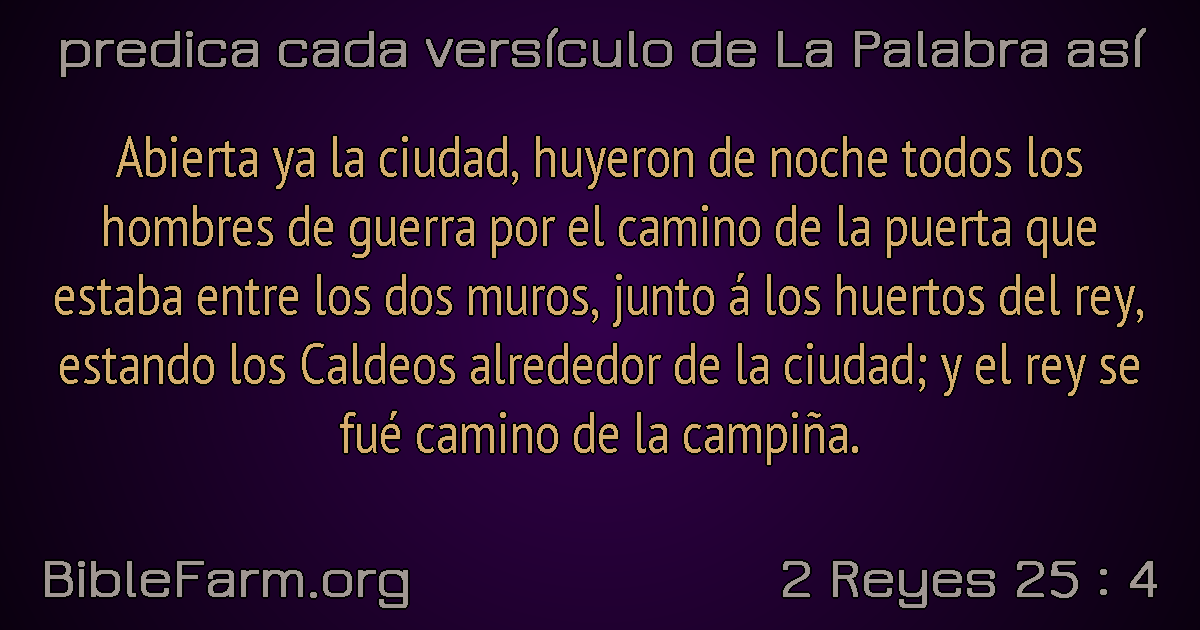 predica cada versículo de La Palabra así
Abierta ya la ciudad, huyeron de noche todos los
hombres de guerra por el camino de la puerta que
estaba entre los dos muros, junto á los huertos del rey,
estando los Caldeos alrededor de la ciudad; y el rey se
fué camino de la campiña.
BibleFarm.org
2 Reyes 25 : 4